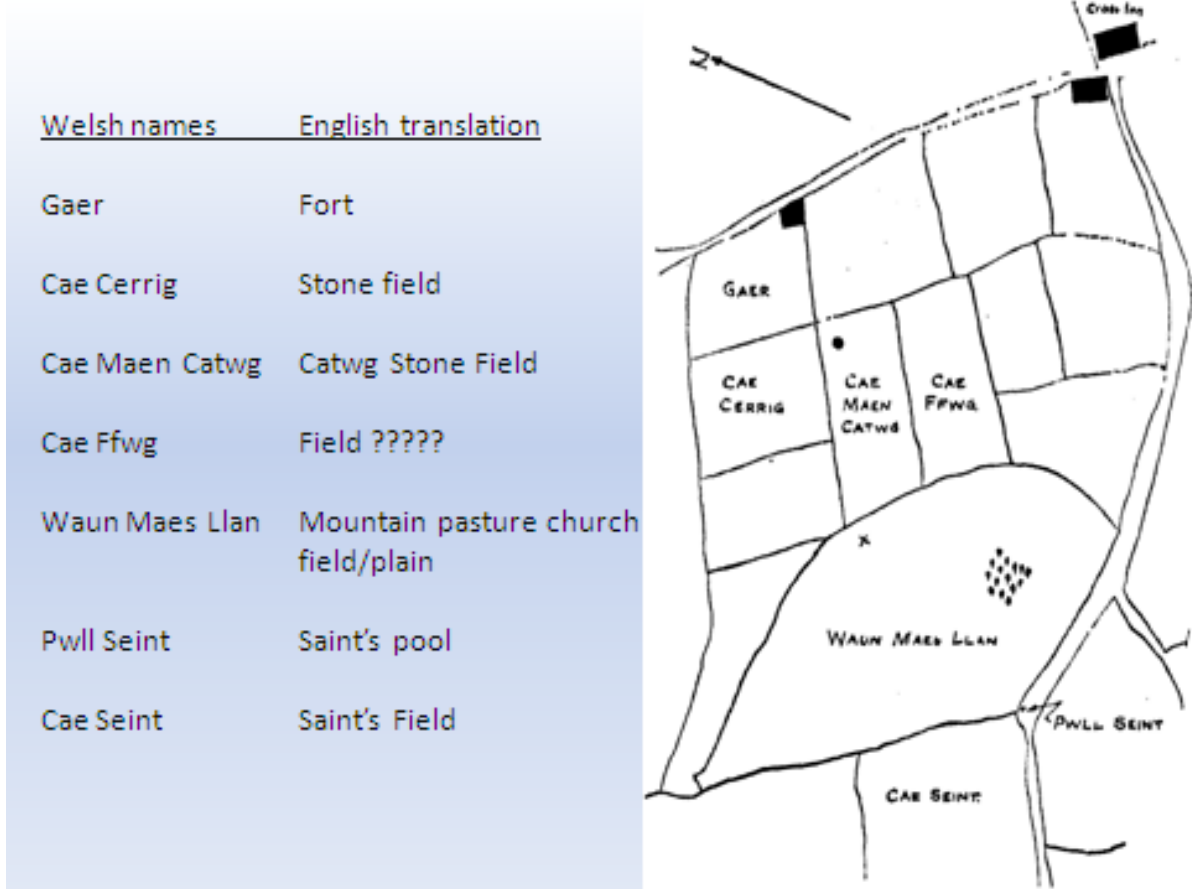 Welsh names English translation
Gaer Fort
Cae Cerrig Stone field
Cae Maen Catwg Catwg Stone Field
Cae Ffwg Field ?????
Waun Maes Llan Mountain pasture church
field/plain
Pwll Seint Saint's pool
Cae Seint Saint's Field
Cross Inn
N
GAER
CAE
CERRIG
CAE
MAEN
CATWG
CAE
FFWG
x
WAUN MAES LLAN
PWLL SEINT
CAE SEINT.